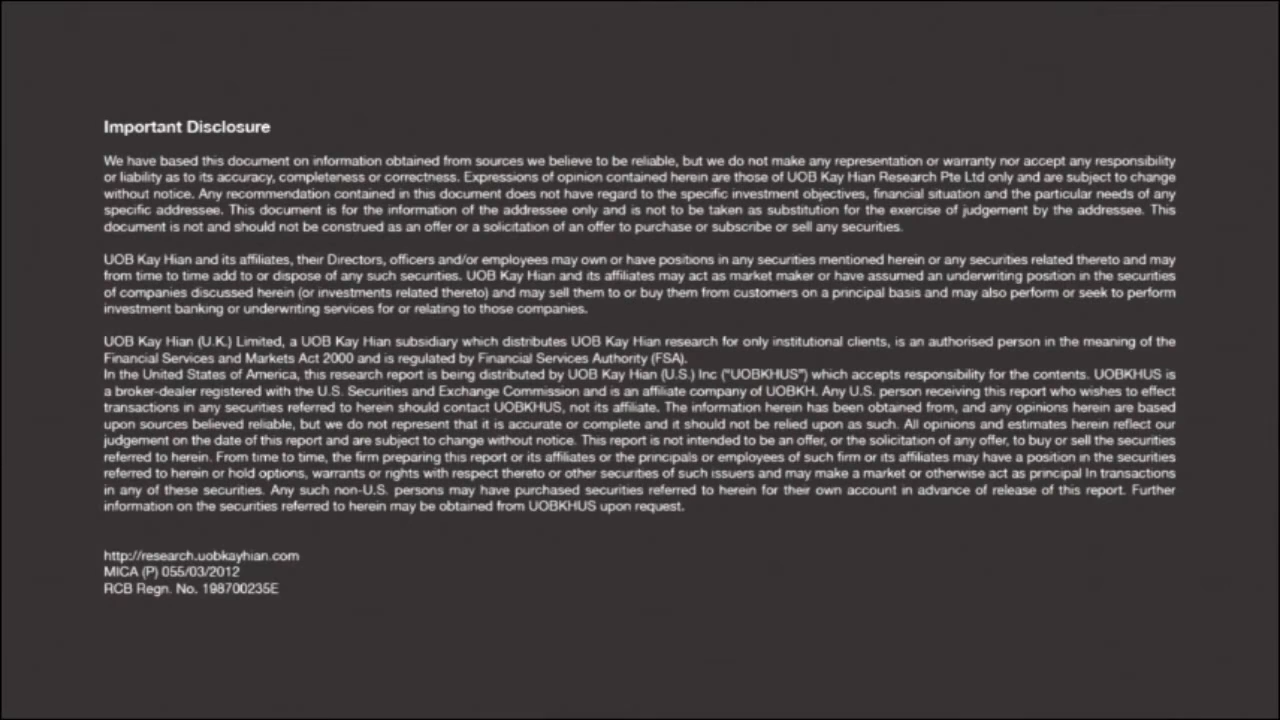 Important Disclosure
We have based this document on information obtained from sources we believe to be reliable, but we do not make any representation or warranty nor accept any responsibility
or liability as to its accuracy, completeness or correctness. Expressions of opinion contained herein are those of UOB Kay Hian Research Pte Ltd only and are subject to change
without notice. Any recommendation contained in this document does not have regard to the specific investment objectives, financial situation and the particular needs of any
specific addressee. This document is for the information of the addressee only and is not to be taken as substitution for the exercise of judgement by the addressee. This
document is not and should not be construed as an offer or a solicitation of an offer to purchase or subscribe or sell any securities.
UOB Kay Hian and its affiliates, their Directors, officers and/or employees may own or have positions in any securities mentioned herein or any securities related thereto and may
from time to time add to or dispose of any such securities. UOB Kay Hian and its affiliates may act as market maker or have assumed an underwriting position in the securities
of companies discussed herein (or investments related thereto) and may sell them to or buy them from customers on a principal basis and may also perform or seek to perform
investment banking or underwriting services for or relating to those companies.
UOB Kay Hian (U.K.) Limited, a UOB Kay Hian subsidiary which distributes UOB Kay Hian research for only institutional clients, is an authorised person in the meaning of the
Financial Services and Markets Act 2000 and is regulated by Financial Services Authority (FSA).
In the United States of America, this research report is being distributed by UOB Kay Hian (U.S.) Inc ("UOBKHUS") which accepts responsibility for the contents. UOBKHUS is
a broker-dealer registered with the U.S. Securities and Exchange Commission and is an affiliate company of UOBKH. Any U.S. person receiving this report who wishes to effect
transactions in any securities referred to herein should contact UOBKHUS, not its affiliate. The information herein has been obtained from, and any opinions herein are based
upon sources believed reliable, but we do not represent that it is accurate or complete and it should not be relied upon as such. All opinions and estimates herein reflect our
judgement on the date of this report and are subject to change without notice. This report is not intended to be an offer, or the solicitation of any offer, to buy or sell the securities
referred to herein. From time to time, the firm preparing this report or its affiliates or the principals or employees of such firm or its affiliates may have a position in the securities
referred to herein or hold options, warrants or rights with respect thereto or other securities of such issuers and may make a market or otherwise act as principal In transactions
in any of these securities. Any such non-U.S. persons may have purchased securities referred to herein for their own account in advance of release of this report. Further
information on the securities referred to herein may be obtained from UOBKHUS upon request.
http://research.uobkayhian.com
MICA (P) 055/03/2012
RCB Regn. No. 198700235E